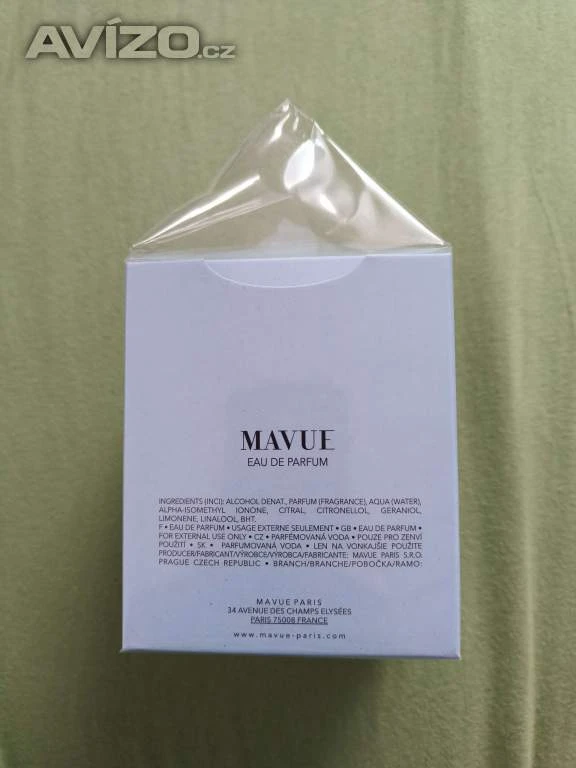 AVÍZO.cz
MAVUE
EAU DE PARFUM
INGREDIENTS (INCI): ALCOHOL DENAT., PARFUM (FRAGRANCE), AQUA (WATER),
ALPHA-ISOMETHYL IONONE, CITRAL, CITRONELLOL, GERANIOL,
LIMONENE, LINALOOL, BHT.
F • EAU DE PARFUM • USAGE EXTERNE SEULEMENT • GB • EAU DE PARFUM •
FOR EXTERNAL USE ONLY • CZ • PARFÉMOVANÁ VODA • POUZE PRO ZENVÍ
POUŽITÍ • SK • PARFUMOVANÁ VODA • LEN NA VONKAJŠIE POUŽITE
PRODUCER/FABRICANT/VÝROBCE/VÝROBCA/FABRICANTE: MAVUE PARIS S.R.O.
PRAGUE CZECH REPUBLIC • BRANCH/BRANCHE/POBOČKA/RAMO:
MAVUE PARIS
34 AVENUE DES CHAMPS ELYSÉES
PARIS 75008 FRANCE
www.mavue-paris.com